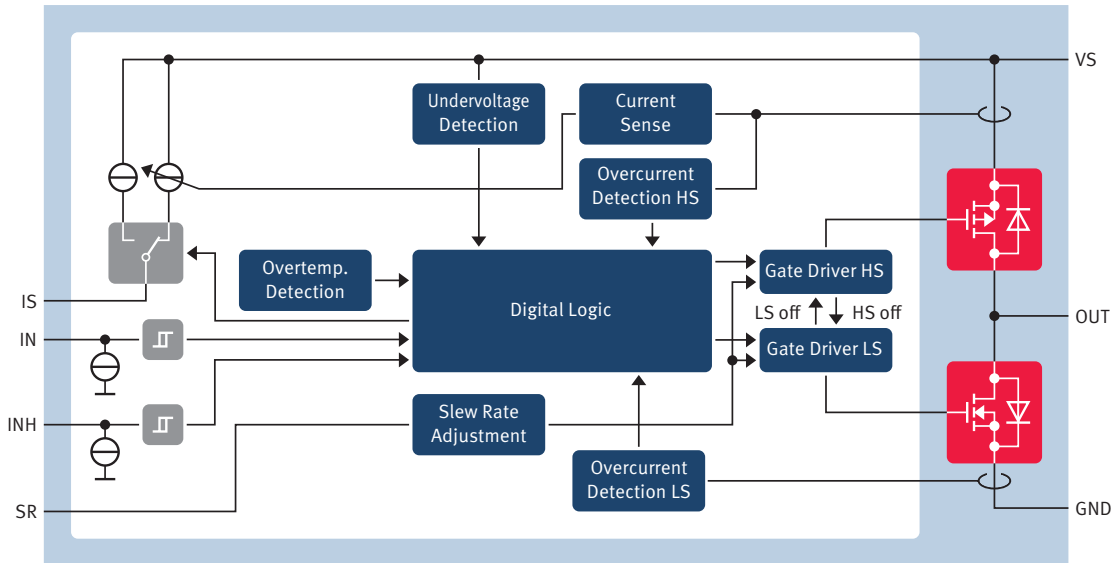 VS
Undervoltage
Detection
Current
Sense
Overcurrent
Detection HS
Overtemp.
Detection
Digital Logic
Gate Driver HS
LS off
HS off
Gate Driver LS
IS
IN
OUT
INH
Slew Rate
Adjustment
Overcurrent
Detection LS
SR
GND